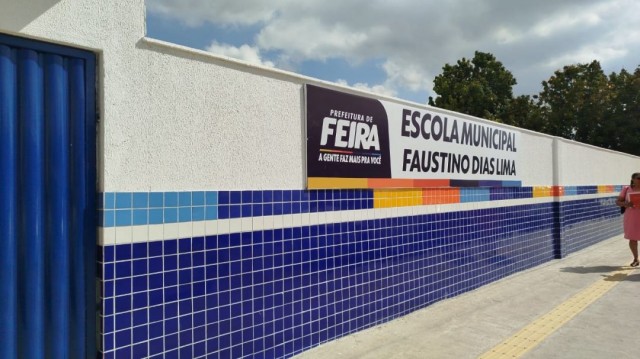 PREFEITURA DE
FEIRA
A GENTE FAZ MAIS PRA VOCÊ
ESCOLA MUNICIPAL
FAUSTINO DIAS LIMA